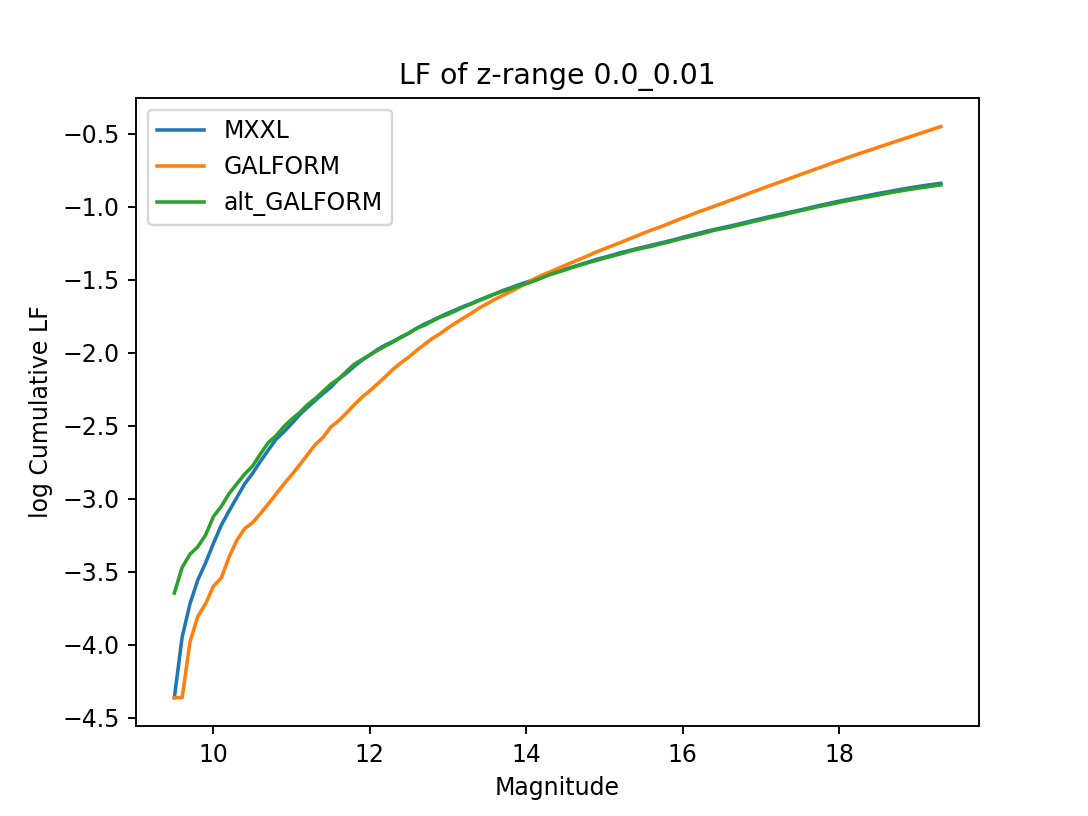 LF of z-range 0.0_0.01
MXXL
GALFORM
alt_GALFORM
−0.5
−1.0
−1.5
−2.0
−2.5
−3.0
−3.5
−4.0
−4.5
log Cumulative LF
10 12 14 16 18
Magnitude